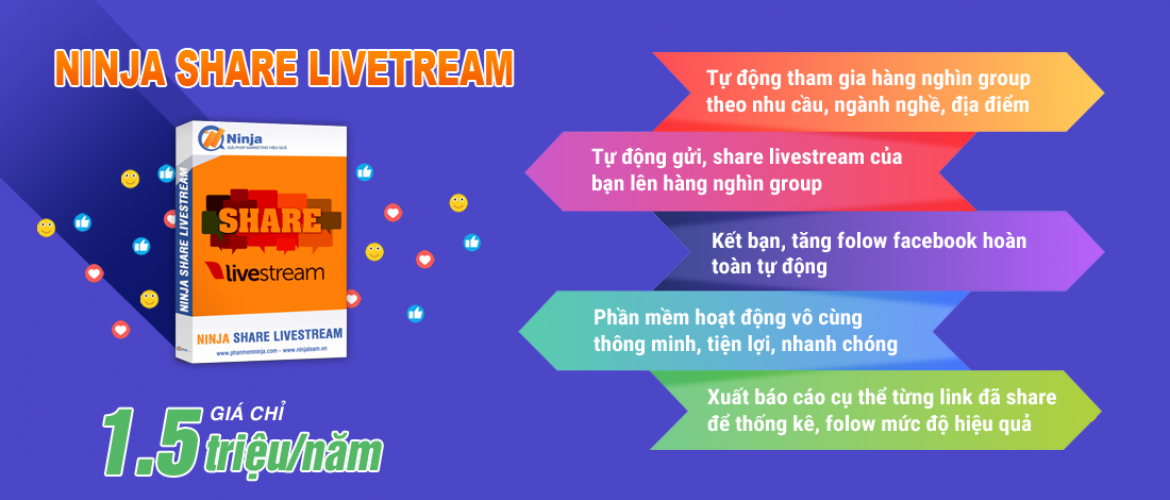 NINJA SHARE LIVETREAM
Ninja
GIẢI PHÁP MARKETING HIỆU QUẢ
SHARE
livestream
NINJA SHARE LIVESTREAM
NINJA SHARE LIVESTREAM
www.phanmemninja.com - www.ninjateam.vn
GIÁ CHỈ
1.5 triệu/năm
Tự động tham gia hàng nghìn group
theo nhu cầu, ngành nghề, địa điểm
Tự động gửi, share livestream của
bạn lên hàng nghìn group
Kết bạn, tăng folow facebook hoàn
toàn tự động
Phần mềm hoạt động vô cùng
thông minh, tiện lợi, nhanh chóng
Xuất báo cáo cụ thể từng link đã share
để thống kê, folow mức độ hiệu quả